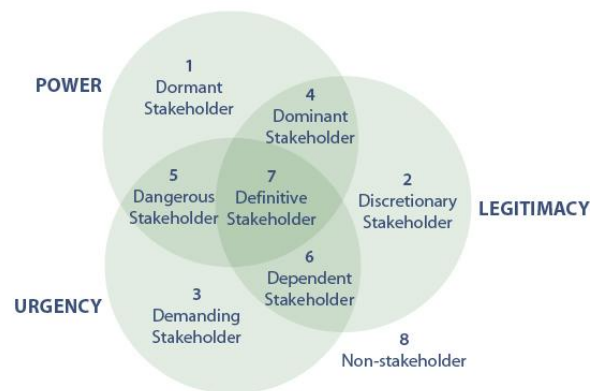 POWER
1
Dormant
Stakeholder
4
Dominant
Stakeholder
5
Dangerous
Stakeholder
7
Definitive
Stakeholder
2
Discretionary
Stakeholder
LEGITIMACY
6
Dependent
Stakeholder
URGENCY
3
Demanding
Stakeholder
8
Non-stakeholder